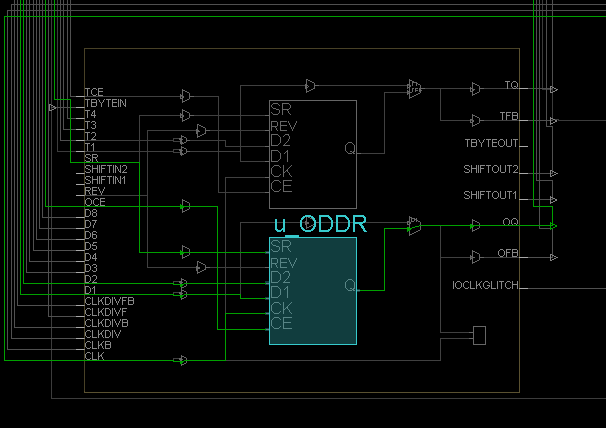 TCE
TBYTEIN
T4
T3
T2
T1
SR
SHIFTIN2
SHIFTIN1
REV
OCE
D8
D7
D6
D5
D4
D3
D2
D1
CLKDIVFB
CLKDIVF
CLKDIVB
CLKDIV
CLKB
CLK
SR
REV
D2
D1
CK
CE
Q
u_ODDR
SR
REV
D2
D1
CK
CE
Q
TQ
TFB
TBYTEOUT
SHIFTOUT2
SHIFTOUT1
OQ
OFB
IOCLKGLITCH